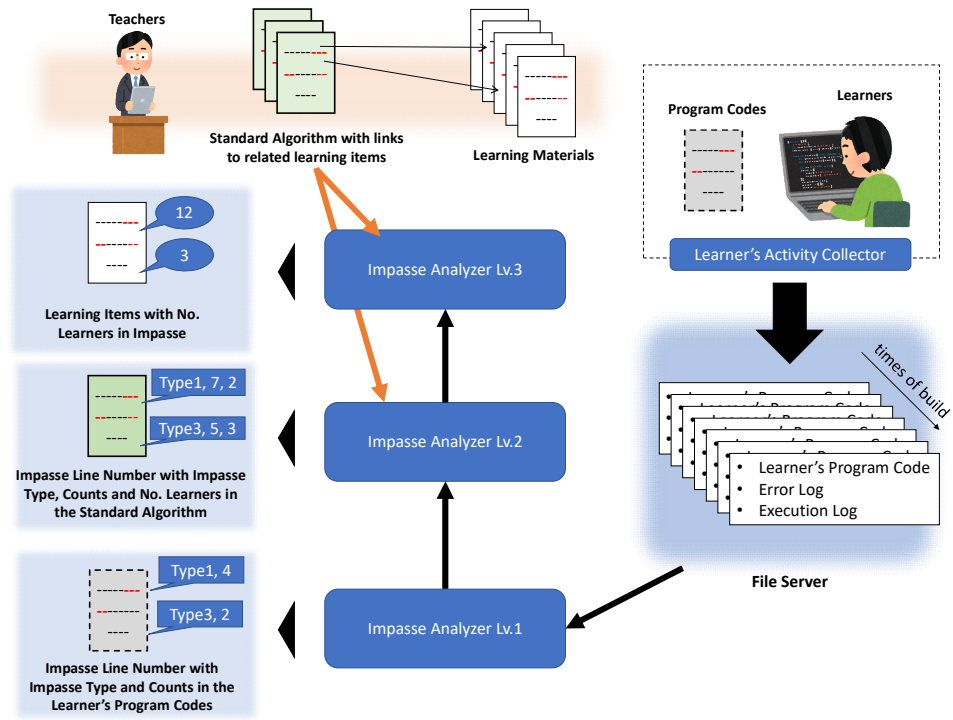 Teachers
Standard Algorithm with links
to related learning items
Learning Materials
Program Codes
Learners
Learner's Activity Collector
12
3
Learning Items with No.
Learners in Impasse
Impasse Analyzer Lv.3
Type1, 7, 2
Type3, 5, 3
Impasse Line Number with Impasse
Type, Counts and No. Learners in
the Standard Algorithm
Impasse Analyzer Lv.2
Type1, 4
Type3, 2
Impasse Line Number with
Impasse Type and Counts in the
Learner's Program Codes
Impasse Analyzer Lv.1
times of build
• Learner's Program Code
• Error Log
• Execution Log
File Server